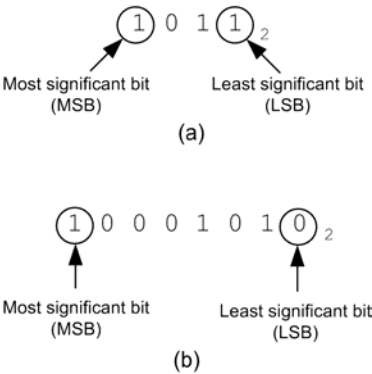 1 0 1 1 2
Most significant bit Least significant bit
(MSB) (LSB)
(a)
1 0 0 0 1 0 1 0 2
Most significant bit Least significant bit
(MSB) (LSB)
(b)